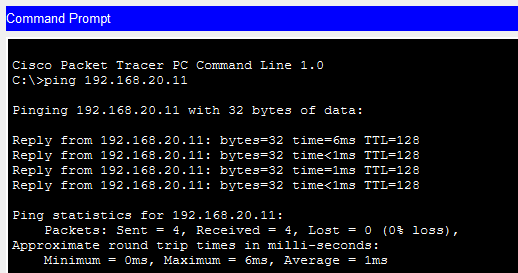 Command Prompt
Cisco Packet Tracer PC Command Line 1.0
C:\>ping 192.168.20.11
Pinging 192.168.20.11 with 32 bytes of data:
Reply from 192.168.20.11: bytes=32 time=6ms TTL=128
Reply from 192.168.20.11: bytes=32 time<1ms TTL=128
Reply from 192.168.20.11: bytes=32 time=1ms TTL=128
Reply from 192.168.20.11: bytes=32 time<1ms TTL=128
Ping statistics for 192.168.20.11:
    Packets: Sent = 4, Received = 4, Lost = 0 (0% loss),
Approximate round trip times in milli-seconds:
    Minimum = 0ms, Maximum = 6ms, Average = 1ms